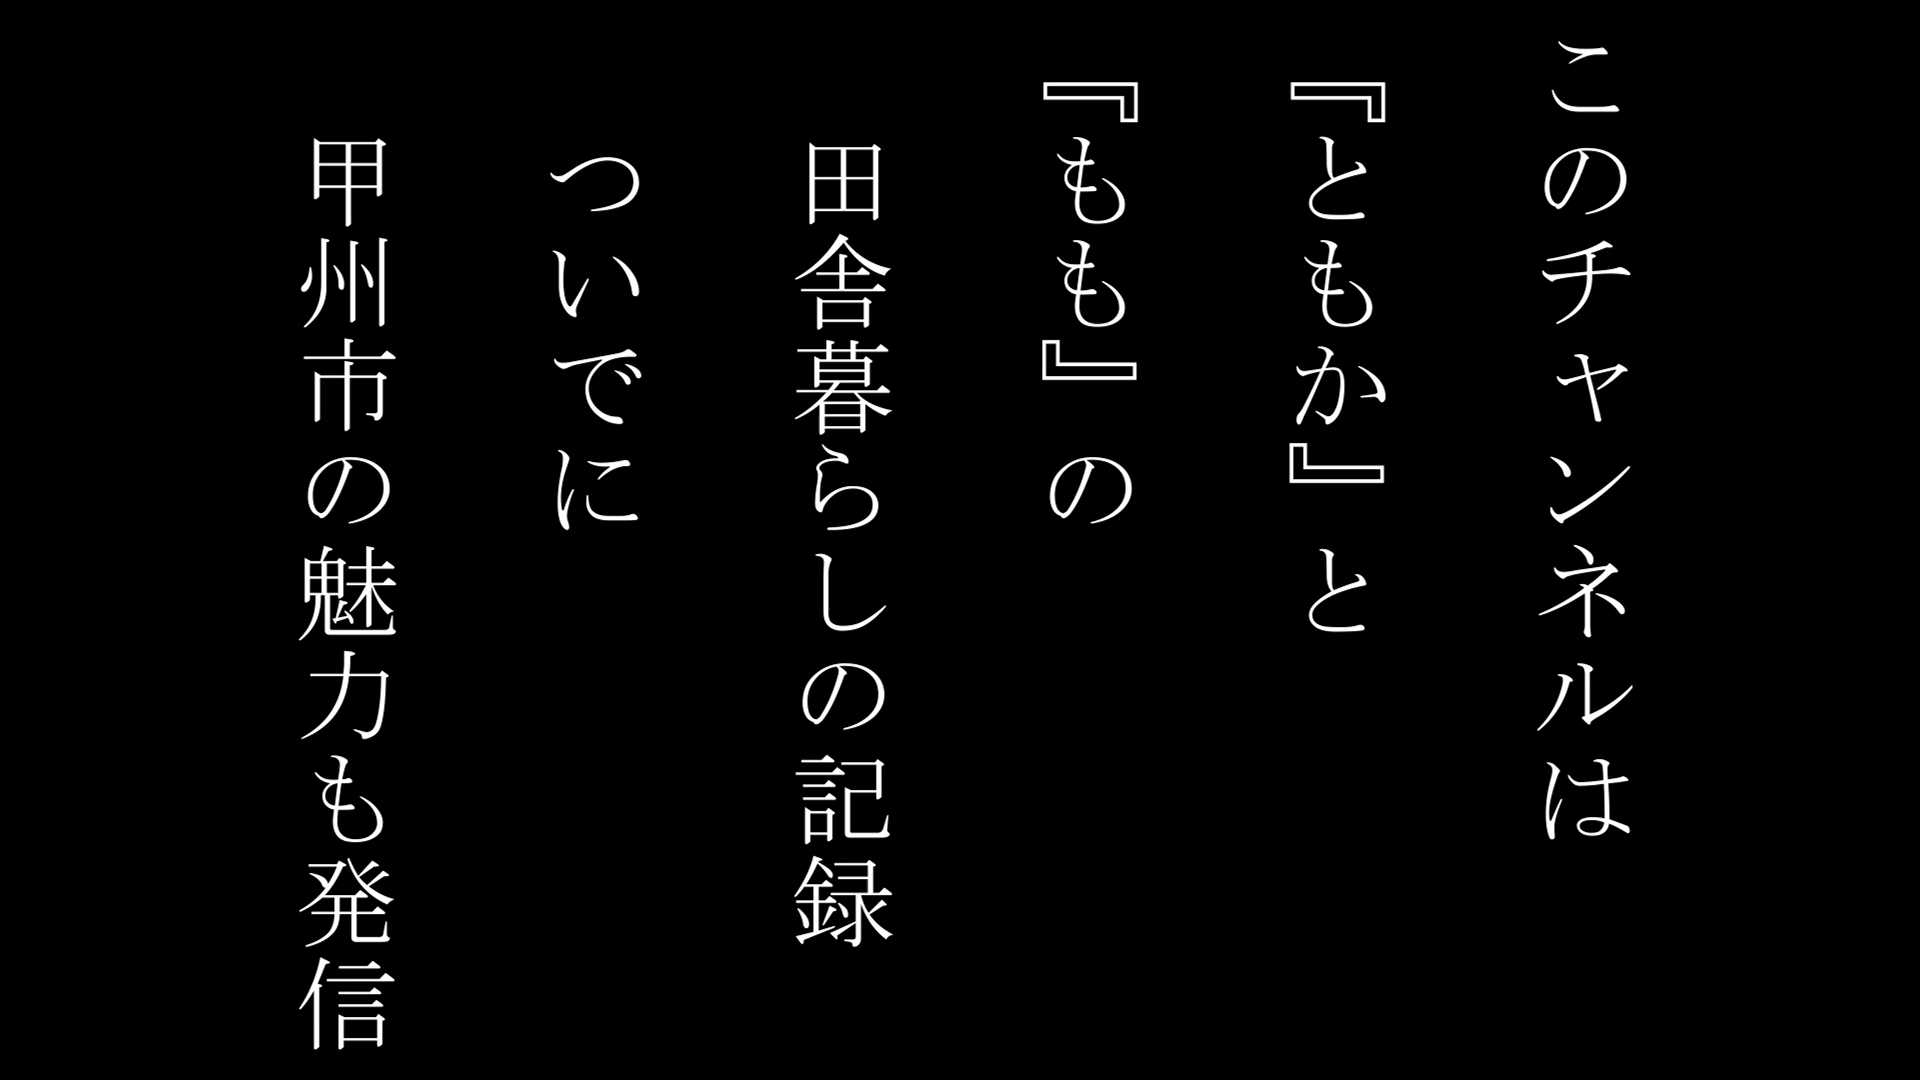 このチャンネルは
『ともか』と
『もも』の
田舎暮らしの記録
ついでに
甲州市の魅力も発信